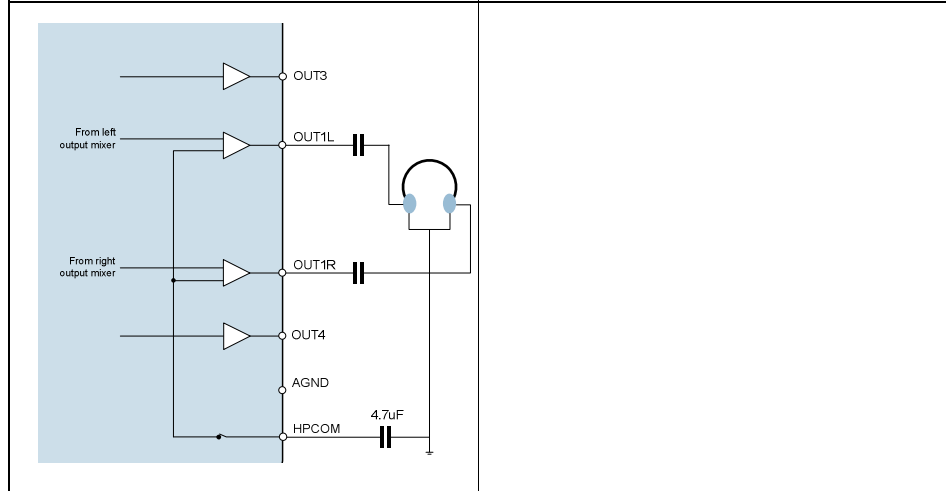 OUT3
From left
output mixer
OUT1L
From right
output mixer
OUT1R
OUT4
AGND
4.7uF
HPCOM